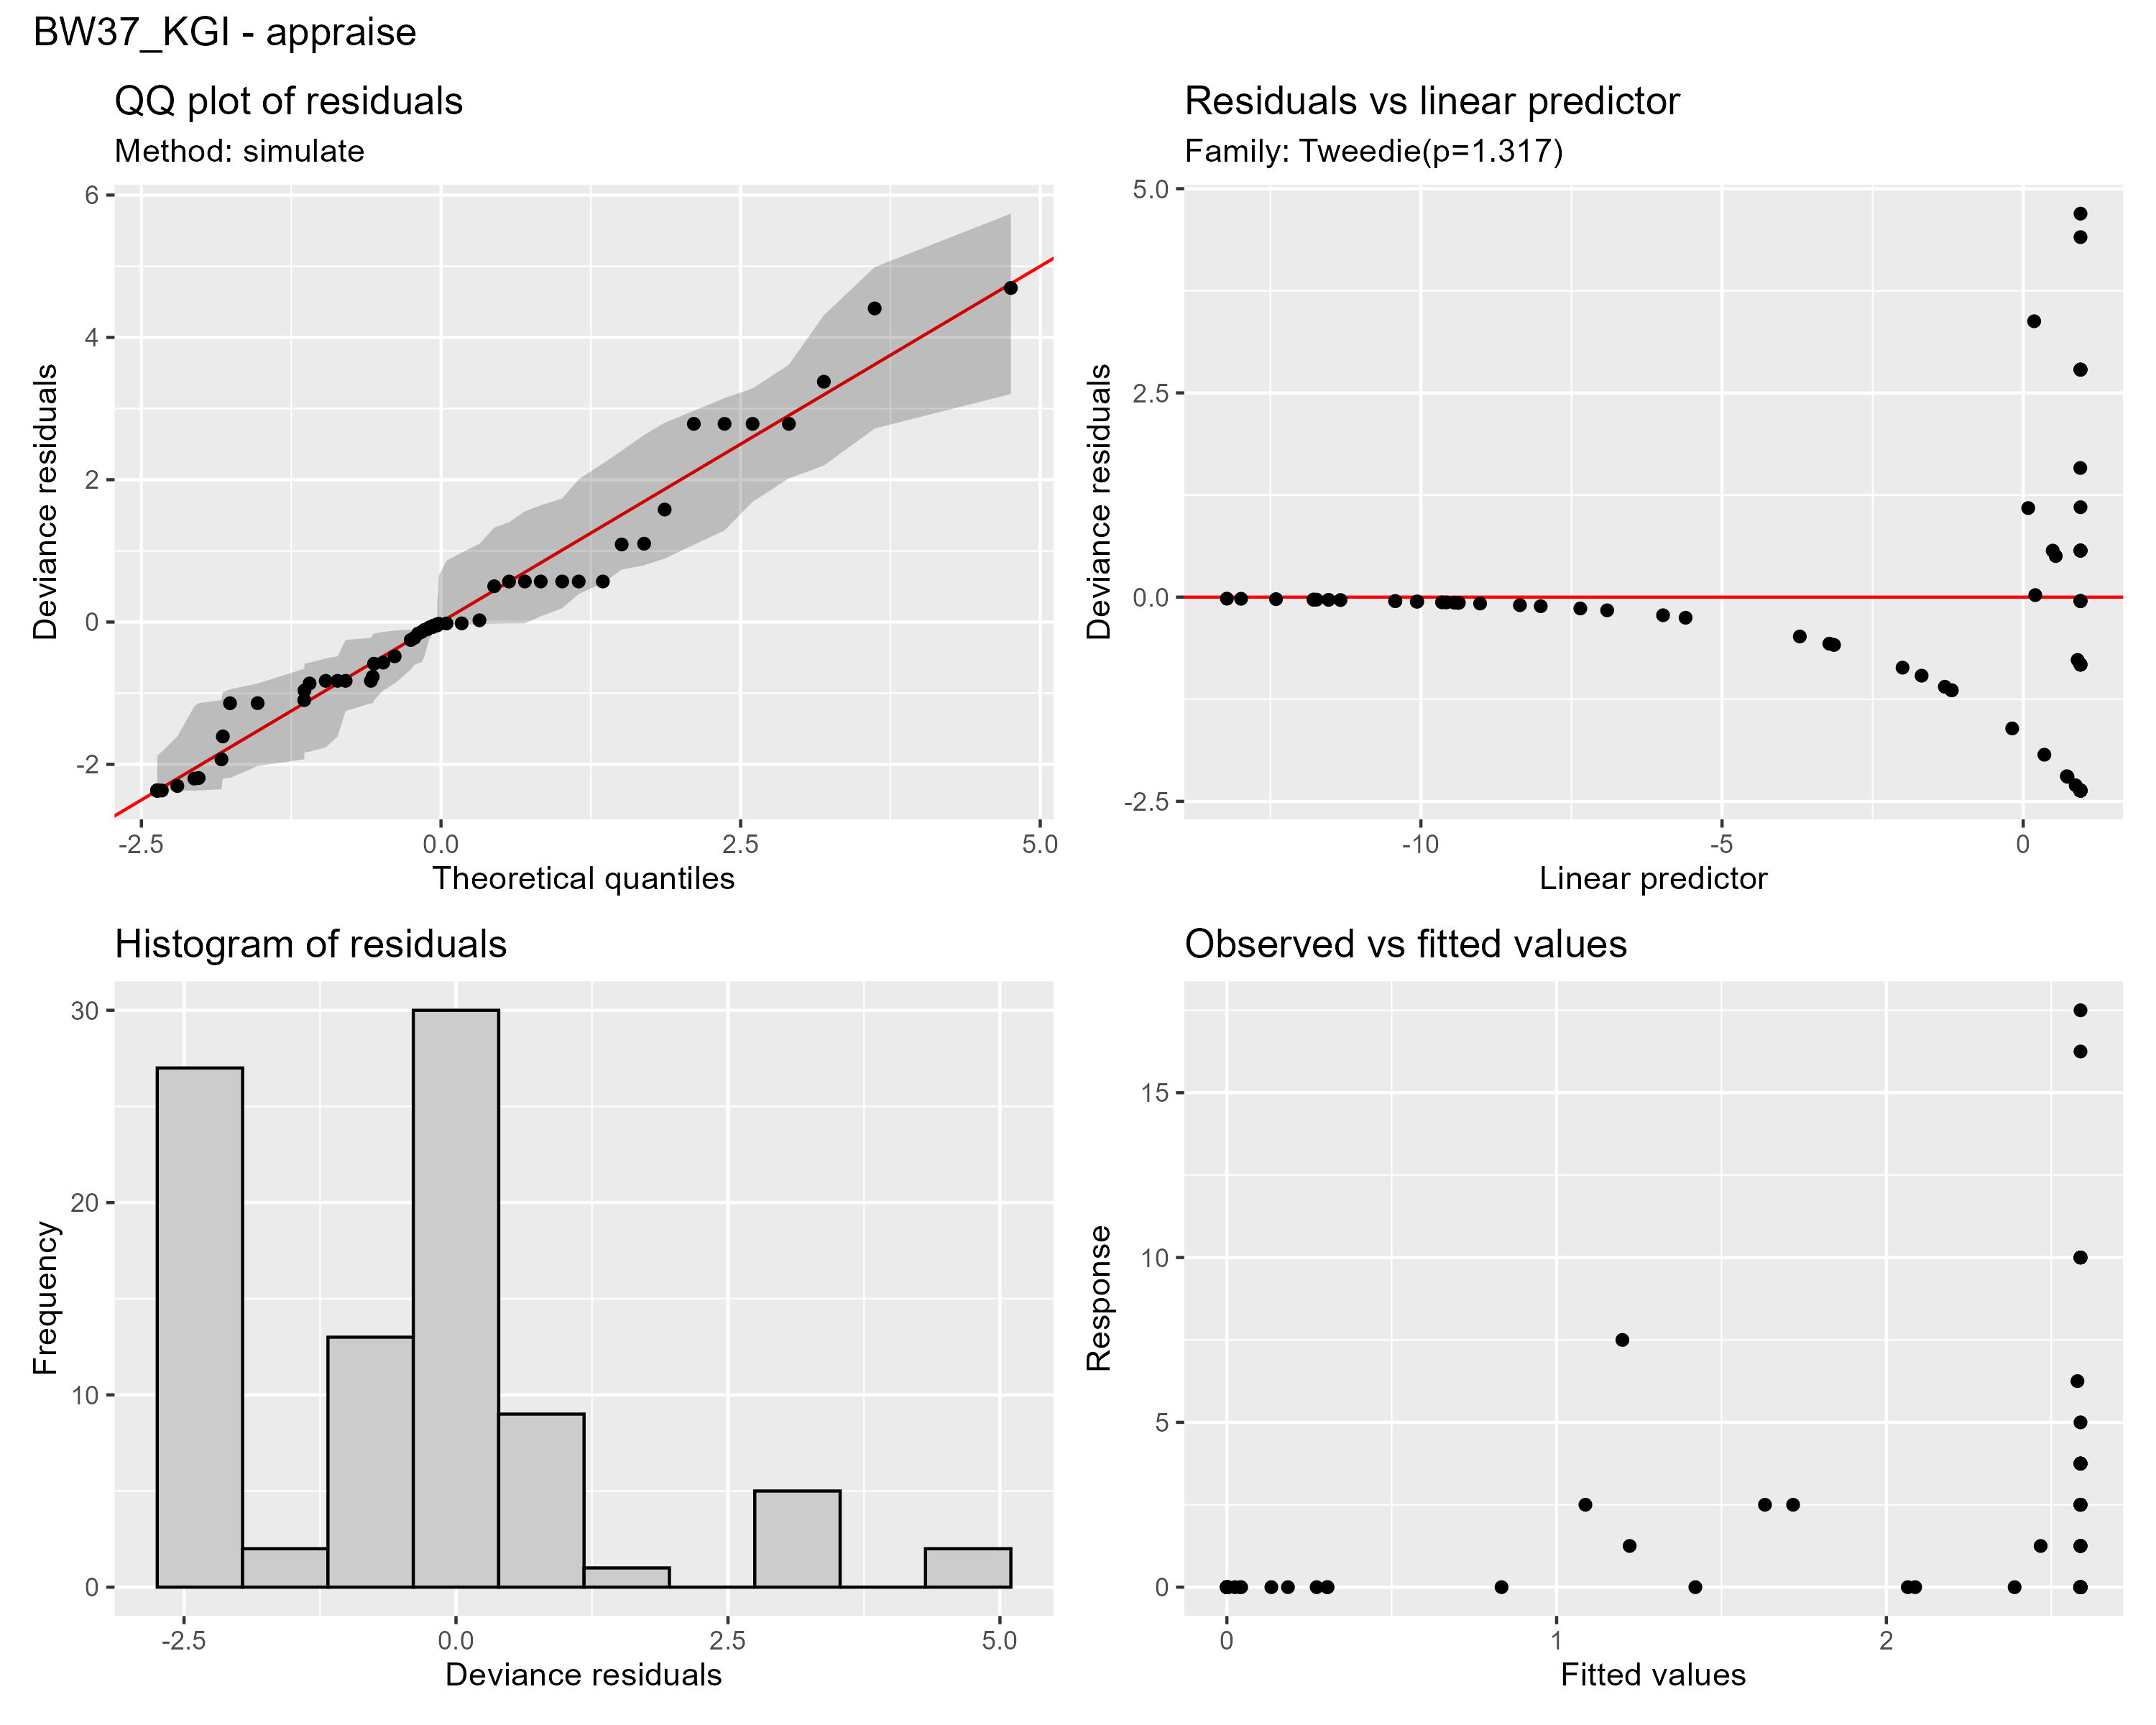 BW37_KGI - appraise
QQ plot of residuals
Method: simulate
6
4
2
0
-2
-2.5
0.0
2.5
5.0
Theoretical quantiles
Deviance residuals
Residuals vs linear predictor
Family: Tweedie(p=1.317)
5.0
2.5
0.0
-2.5
-10
-5
0
Linear predictor
Deviance residuals
Histogram of residuals
30
20
10
0
-2.5
0.0
2.5
5.0
Deviance residuals
Frequency
Observed vs fitted values
15
10
5
0
0
1
2
Fitted values
Response